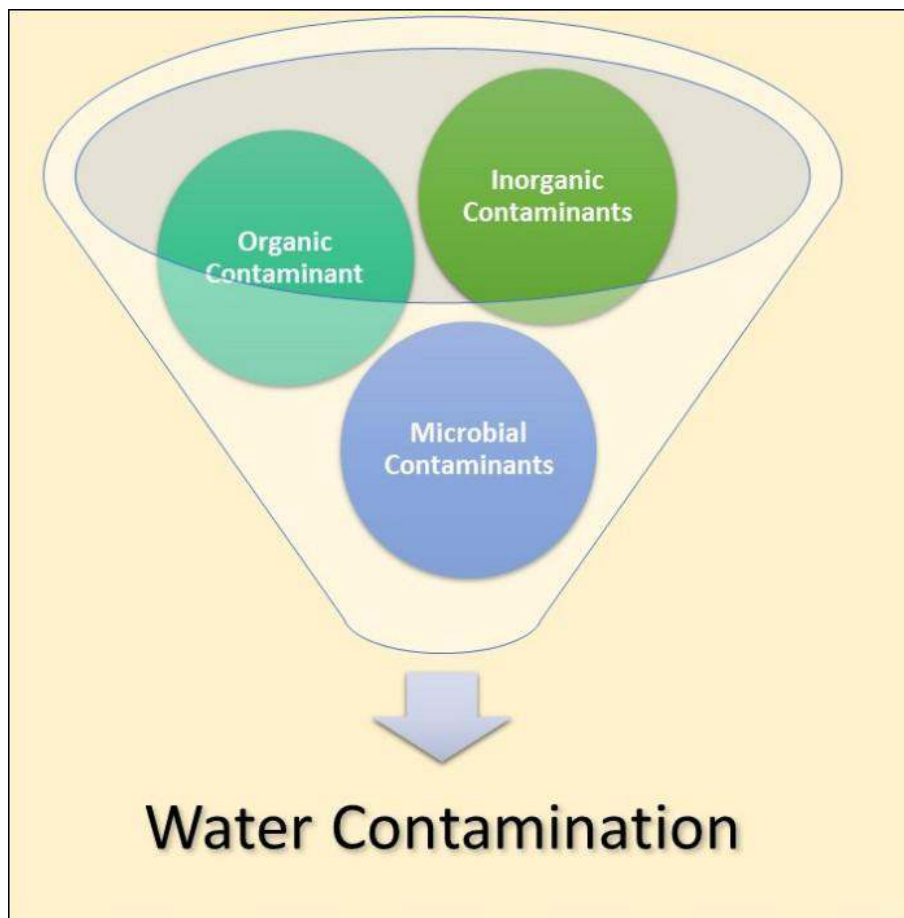 Inorganic
Contaminants
Organic
Contaminant
Microbial
Contaminants
Water Contamination